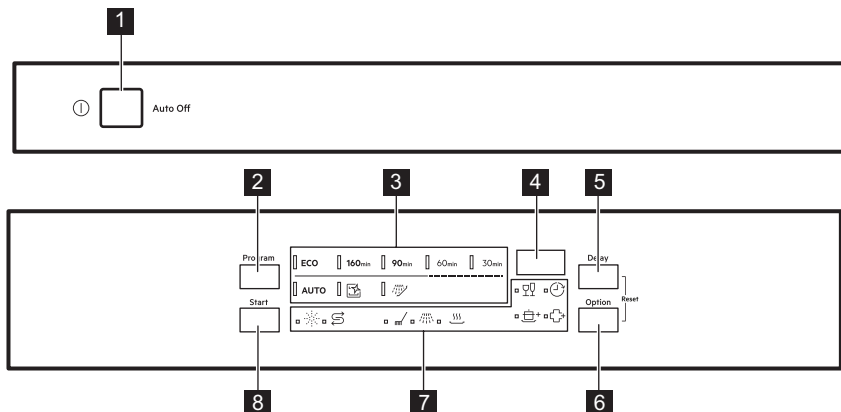 1
Auto Off
2 3 4 5
Program Delay
ECO 160min 90min 60min 30min
AUTO
Start Option Reset
8 7 6